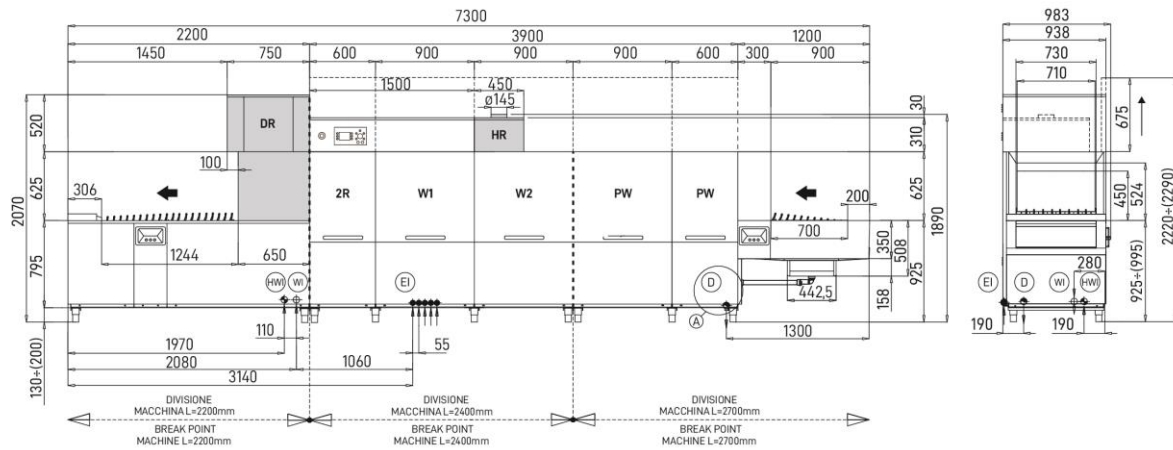 7300
983
2200
3900
1200
938
1450
750
600
900
900
900
600
300
900
730
1500
450
710
ø145
30
520
DR
HR
310
675
100
306
2R
W1
W2
PW
PW
200
625
625
450
524
2070
1890
2220÷(2290)
700
1244
650
350
508
795
925
925÷(995)
HWI
WI
EI
D
280
EI
D
WI
HWI
442,5
158
A
110
55
190
190
1970
1300
130÷(200)
2080
1060
3140
DIVISIONE
MACCHINA L=2200mm
DIVISIONE
MACCINA L=2400mm
DIVISIONE
MACCHINA L=2700mm
BREAK POINT
MACHINE L=2200mm
BREAK POINT
MACHINE L=2400mm
BREAK POINT
MACHINE L=2700mm